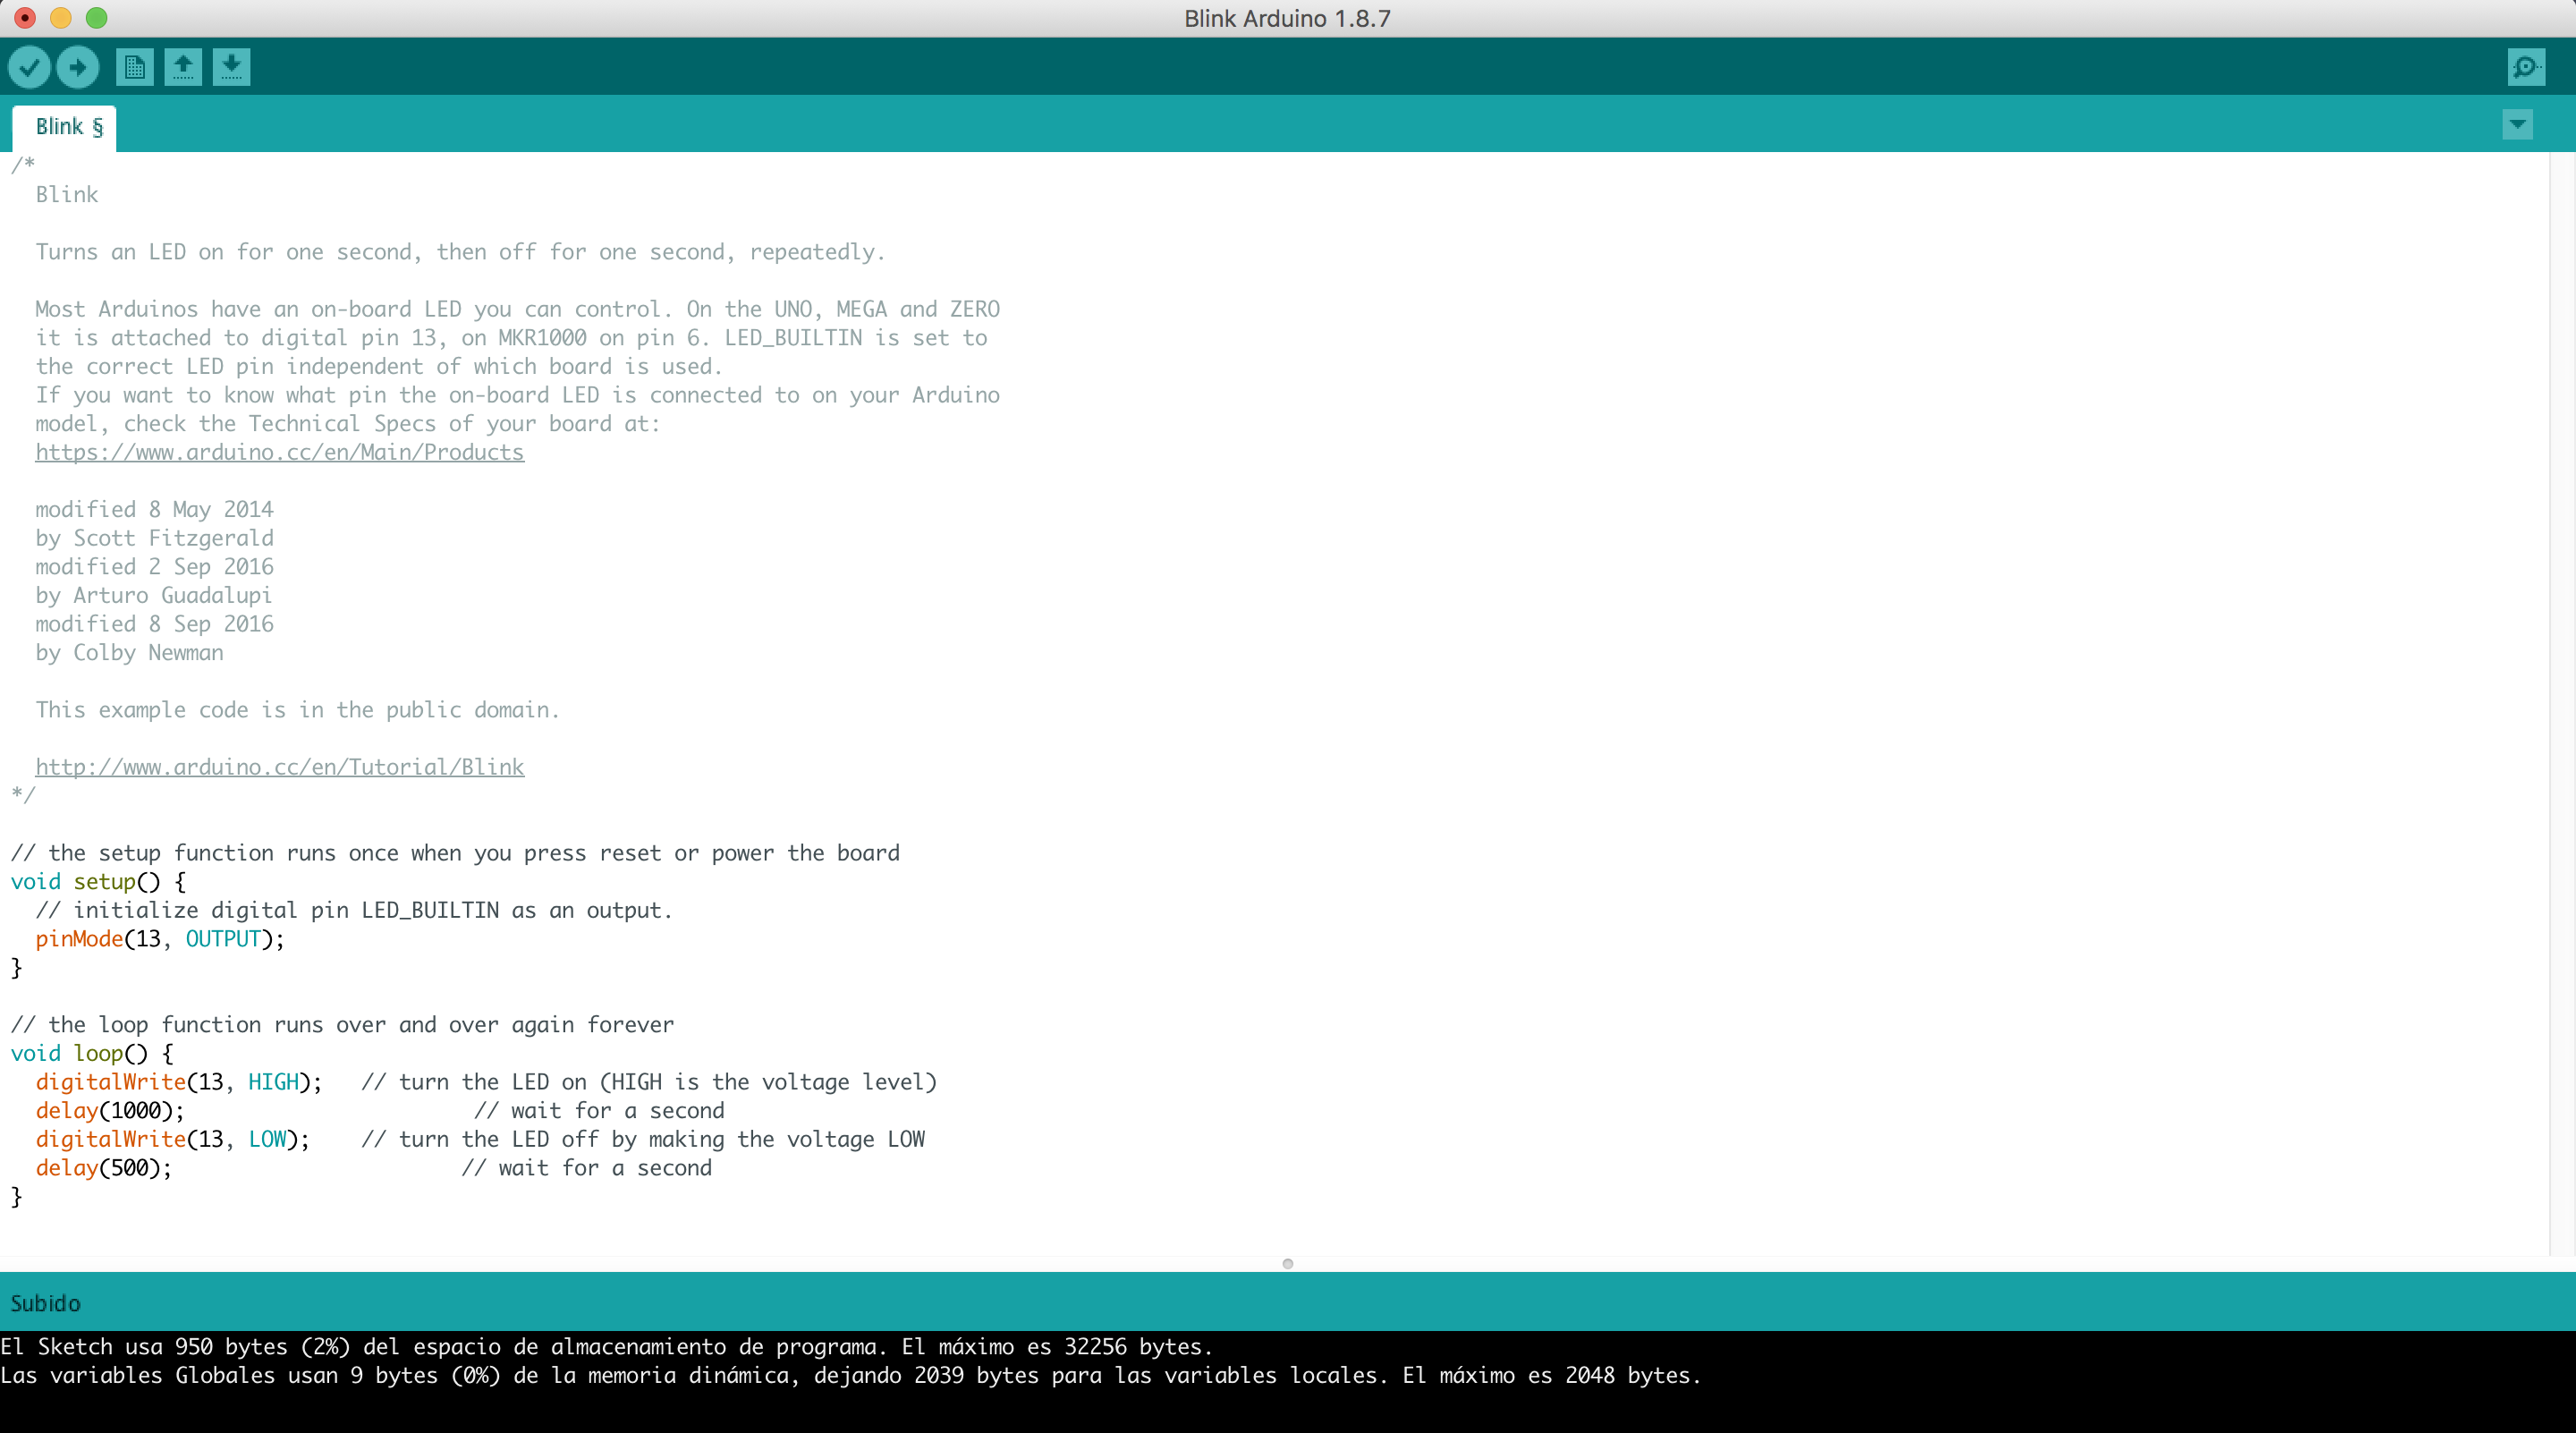 Blink Arduino 1.8.7
Blink §
/*
Blink
Turns an LED on for one second, then off for one second, repeatedly.
Most Arduinos have an on-board LED you can control. On the UNO, MEGA and ZERO
it is attached to digital pin 13, on MKR1000 on pin 6. LED_BUILTIN is set to
the correct LED pin independent of which board is used.
If you want to know what pin the on-board LED is connected to on your Arduino
model, check the Technical Specs of your board at:
https://www.arduino.cc/en/Main/Products
modified 8 May 2014
by Scott Fitzgerald
modified 2 Sep 2016
by Arturo Guadalupi
modified 8 Sep 2016
by Colby Newman
This example code is in the public domain.
http://www.arduino.cc/en/Tutorial/Blink
*/
// the setup function runs once when you press reset or power the board
void setup() {
// initialize digital pin LED_BUILTIN as an output.
pinMode(13, OUTPUT);
}
// the loop function runs over and over again forever
void loop() {
digitalWrite(13, HIGH);   // turn the LED on (HIGH is the voltage level)
delay(1000);                       // wait for a second
digitalWrite(13, LOW);    // turn the LED off by making the voltage LOW
delay(500);                       // wait for a second
}
Subido
El Sketch usa 950 bytes (2%) del espacio de almacenamiento de programa. El máximo es 32256 bytes.
Las variables Globales usan 9 bytes (0%) de la memoria dinámica, dejando 2039 bytes para las variables locales. El máximo es 2048 bytes.